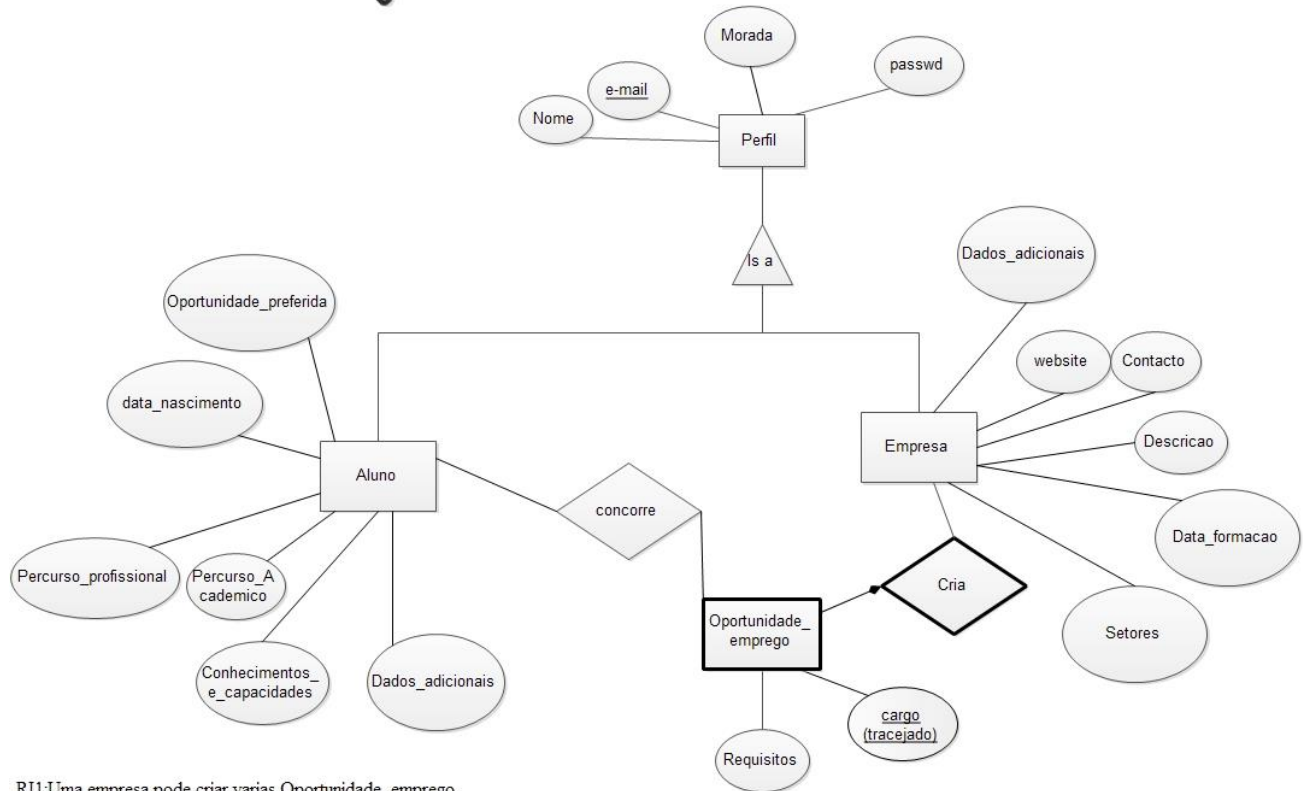 Morada
passwd
e-mail
Nome
Perfil
Is a
Dados_adicionais
Oportunidade_preferida
website
Contacto
data_nascimento
Descricao
Empresa
Aluno
concorre
Data_formacao
Percurso_profissional
Percurso_A
cademico
Cria
Oportunidade_
emprego
Setores
Conhecimentos_
e_capacidades
Dados_adicionais
cargo
(tracejado)
Requisitos
RI1:Uma empresa pode criar varias Oportunidade_emprego